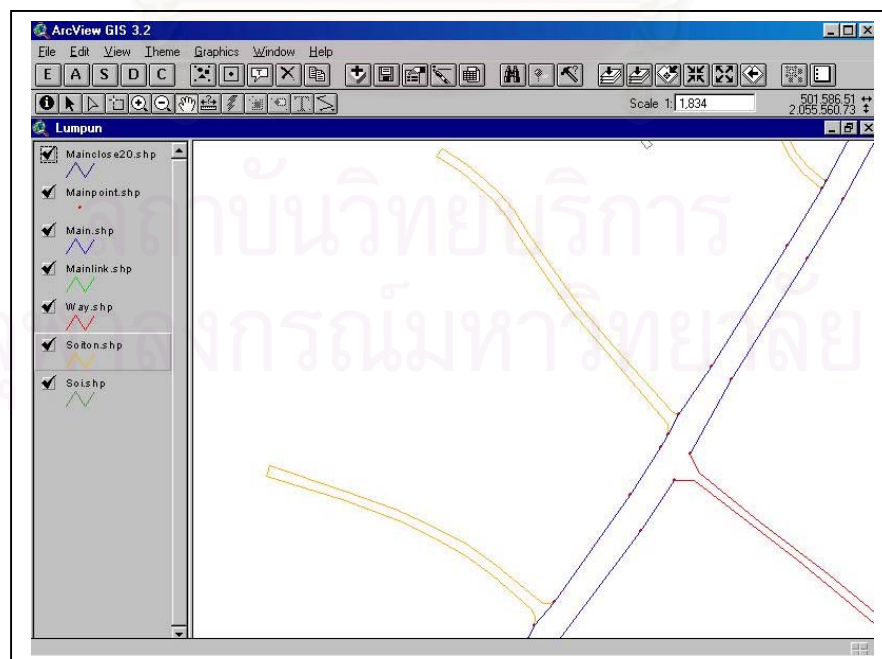 ArcView GIS 3.2
File Edit View Theme Graphics Window Help
E A S D C
Scale 1: 1,834
501,586.51
2,055,560.73
Lumpun
Mainclose20.shp
Mainpoint.shp
Main.shp
Mainlink.shp
Way.shp
Soiton.shp
Soi.shp
สถาบันวิทยบริการ
จุฬาลงกรณ์มหาวิทยาลัย